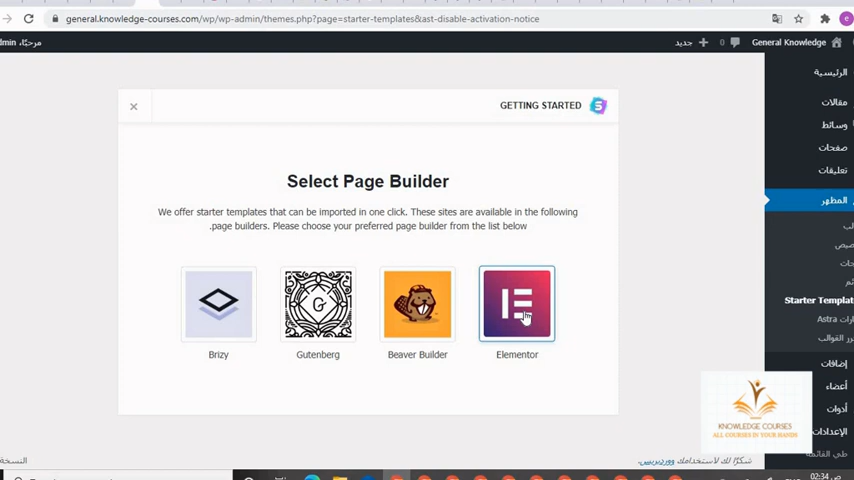 general.knowledge-courses.com/wp/wp-admin/themes.php?page=starter-templates&ast-disable-activation-notice
General Knowledge
0
جديد
مرحبًا،
GETTING STARTED
Select Page Builder
We offer starter templates that can be imported in one click. These sites are available in the following
.page builders. Please choose your preferred page builder from the list below
Brizy
Gutenberg
Beaver Builder
Elementor
الرئيسية
مقالات
وسائط
صفحات
تعليقات
المظهر
Starter Templat
Astra
إضافات
أعضاء
أدوات
الإعدادات
طي القائمة
KNOWLEDGE COURSES
ALL COURSES IN YOUR HANDS
شكرًا لك لاستخدامك ووردبريس.
02:34 ص